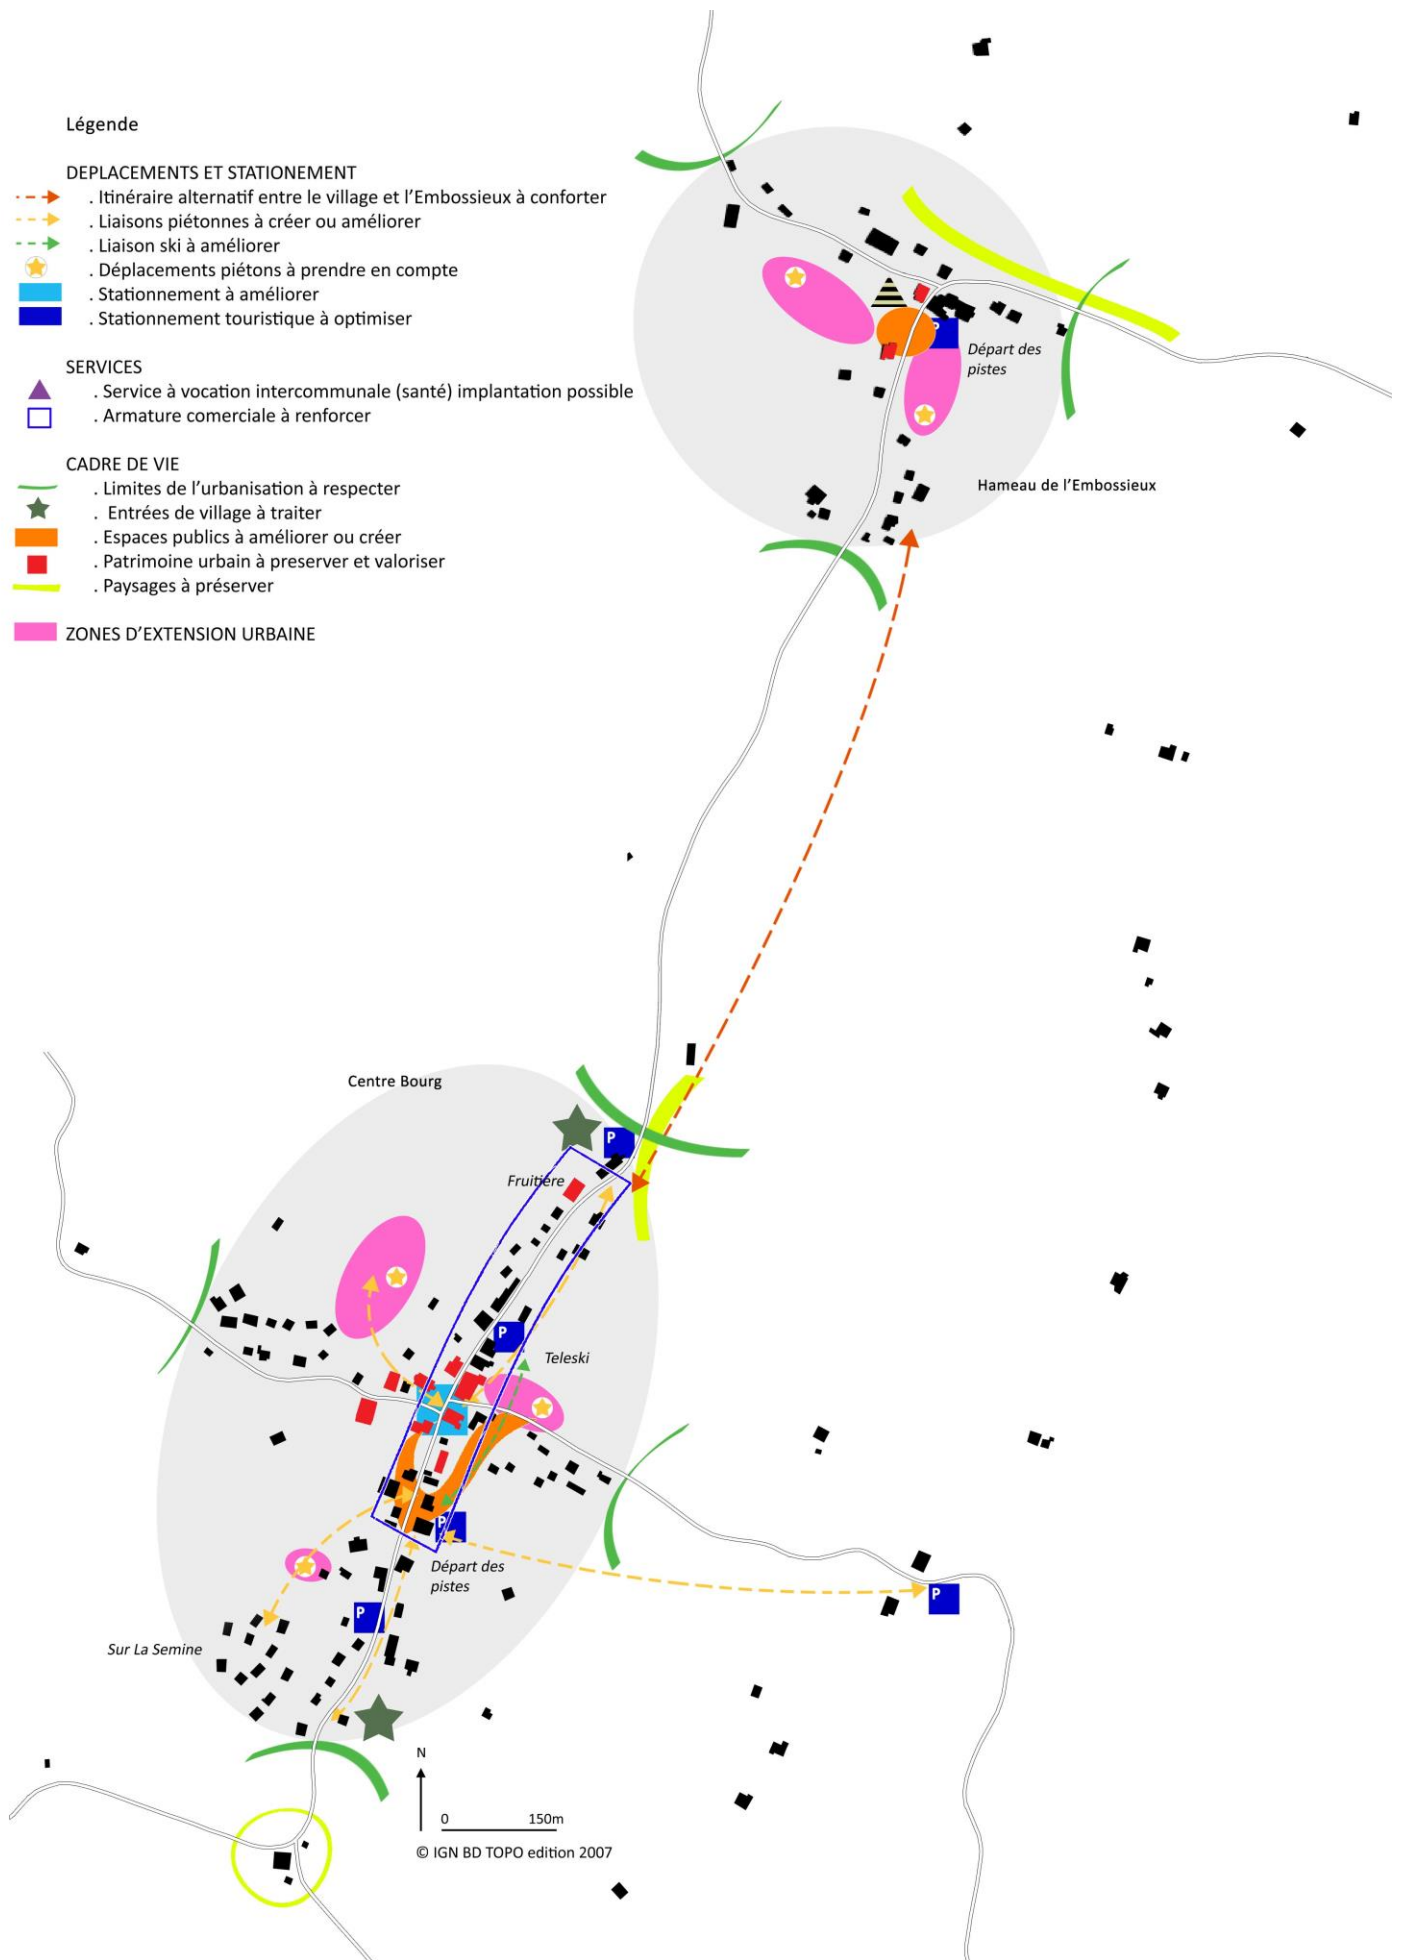 Légende
DEPLACEMENTS ET STATIONEMENT
. Itinéraire alternatif entre le village et l'Embossieux à conforter
. Liaisons piétonnes à créer ou améliorer
. Liaison ski à améliorer
. Déplacements piétons à prendre en compte
. Stationnement à améliorer
. Stationnement touristique à optimiser
SERVICES
. Service à vocation intercommunale (santé) implantation possible
. Armature comerciale à renforcer
CADRE DE VIE
. Limites de l'urbanisation à respecter
. Entrées de village à traiter
. Espaces publics à améliorer ou créer
. Patrimoine urbain à preserver et valoriser
. Paysages à préserver
ZONES D'EXTENSION URBAINE
P
Départ des
pistes
Hameau de l'Embossieux
Centre Bourg
P
Fruitière
P
Teleski
P
Départ des
pistes
P
P
Sur La Semine
N
0 150m
© IGN BD TOPO edition 2007